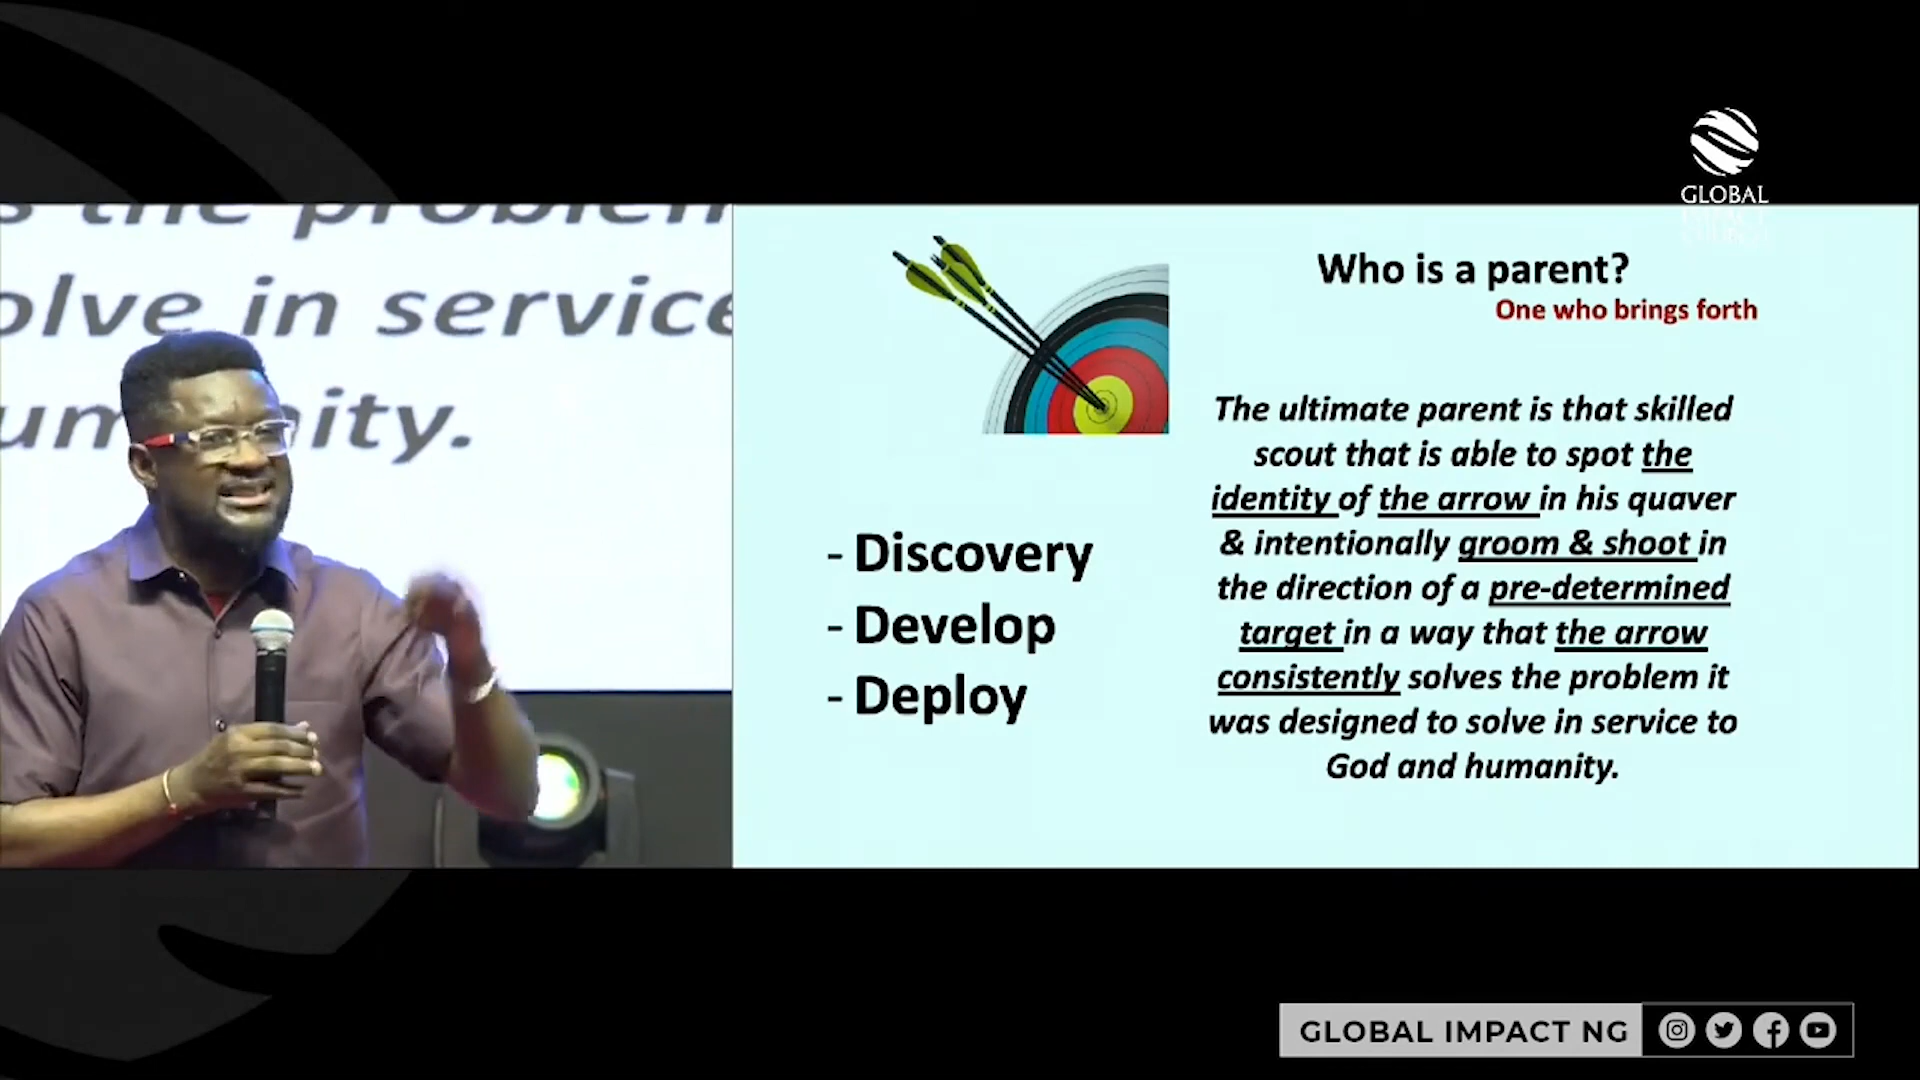 GLOBAL
s the problem
olve in service
umanity.
Who is a parent?
One who brings forth
- Discovery
- Develop
- Deploy
The ultimate parent is that skilled
scout that is able to spot the
identity of the arrow in his quaver
& intentionally groom & shoot in
the direction of a pre-determined
target in a way that the arrow
consistently solves the problem it
was designed to solve in service to
God and humanity.
GLOBAL IMPACT NG